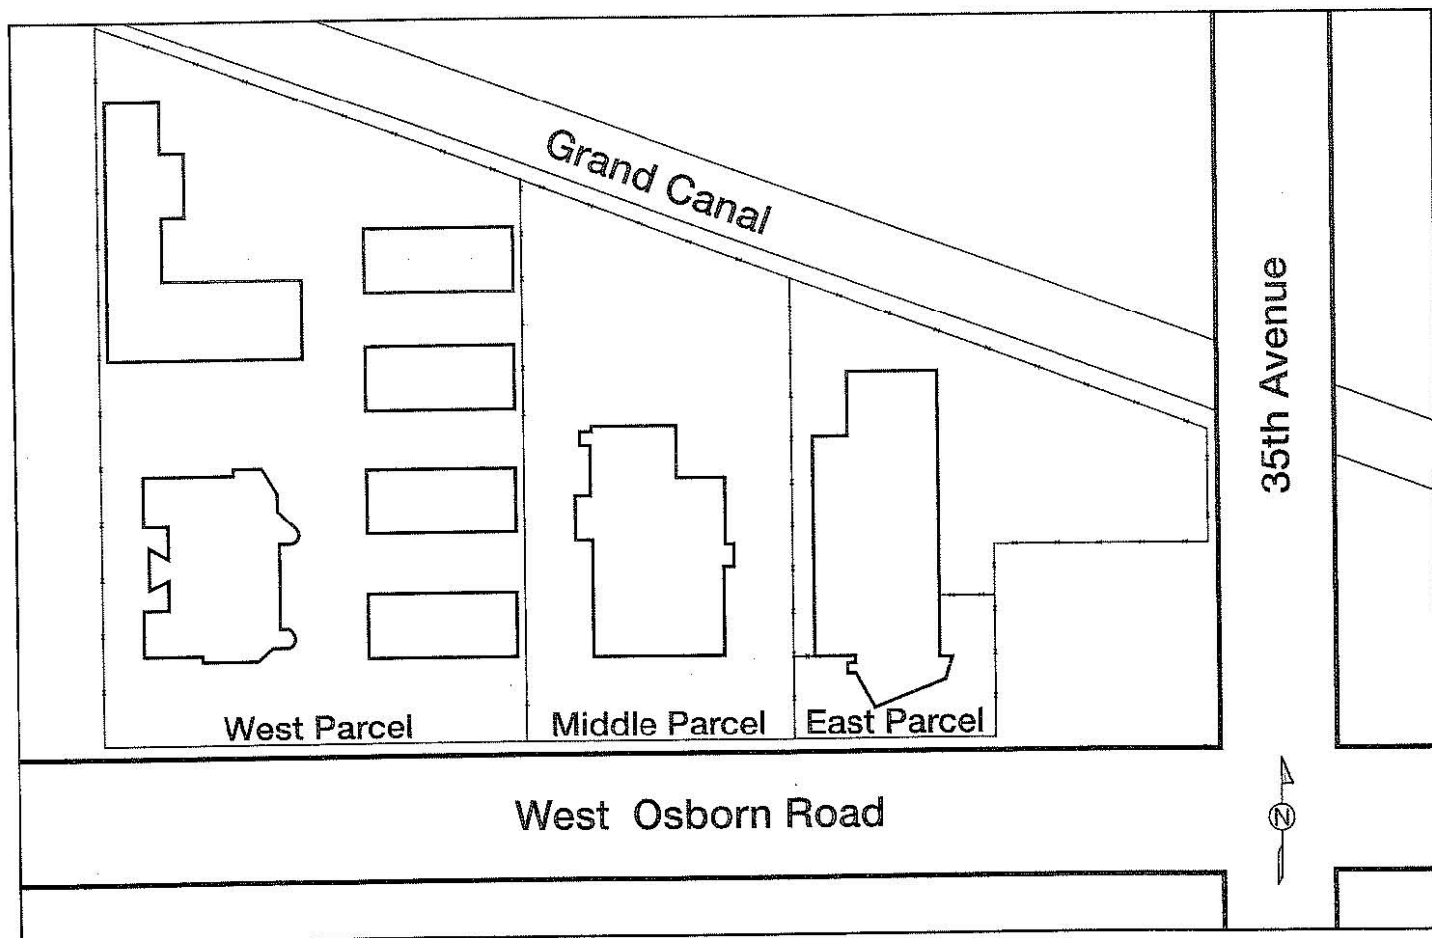 Grand Canal
35th Avenue
West Parcel
Middle Parcel
East Parcel
West Osborn Road
N